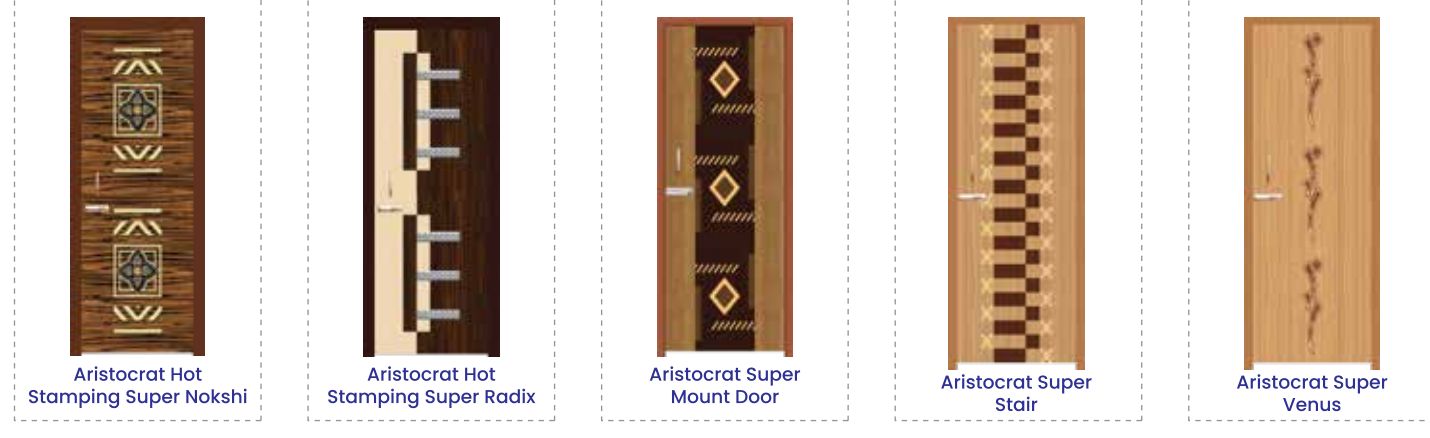 Aristocrat Hot
Stamping Super Nokshi
Aristocrat Hot
Stamping Super Radix
Aristocrat Super
Mount Door
Aristocrat Super
Stair
Aristocrat Super
Venus